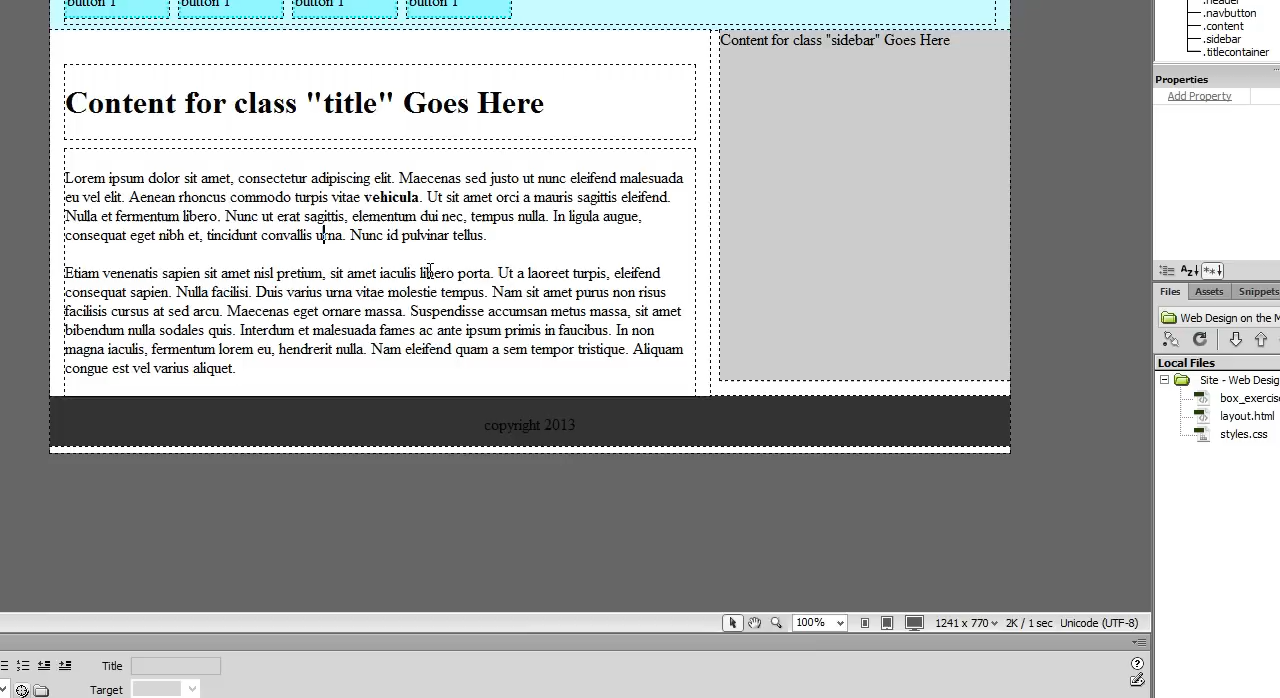 button 1 button 1 button 1 button 1
Content for class "sidebar" Goes Here
Content for class "title" Goes Here
Lorem ipsum dolor sit amet, consectetur adipiscing elit. Maecenas sed justo ut nunc eleifend malesuada
eu vel elit. Aenean rhoncus commodo turpis vitae vehicula. Ut sit amet orci a mauris sagittis eleifend.
Nulla et fermentum libero. Nunc ut erat sagittis, elementum dui nec, tempus nulla. In ligula augue,
consequat eget nibh et, tincidunt convallis urna. Nunc id pulvinar tellus.
Etiam venenatis sapien sit amet nisl pretium, sit amet iaculis libero porta. Ut a laoreet turpis, eleifend
consequat sapien. Nulla facilisi. Duis varius urna vitae molestie tempus. Nam sit amet purus non risus
facilisis cursus at sed arcu. Maecenas eget ornare massa. Suspendisse accumsan metus massa, sit amet
bibendum nulla sodales quis. Interdum et malesuada fames ac ante ipsum primis in faucibus. In non
magna iaculis, fermentum lorem eu, hendrerit nulla. Nam eleifend quam a sem tempor tristique. Aliquam
congue est vel varius aliquet.
copyright 2013
.header
.navbutton
.content
.sidebar
.titlecontainer
Properties
Add Property
Files Assets Snippets
Web Design on the M
Local Files
Site - Web Desig
box_exercis
layout.html
styles.css
100% 1241 x 770 2K / 1 sec Unicode (UTF-8)
Title
Target